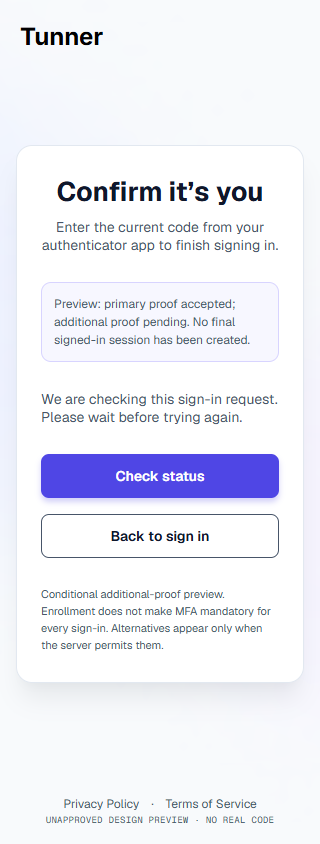 Tunner
Confirm it’s you
Enter the current code from your
authenticator app to finish signing in.
Preview: primary proof accepted;
additional proof pending. No final
signed-in session has been created.
We are checking this sign-in request.
Please wait before trying again.
Check status
Back to sign in
Conditional additional-proof preview.
Enrollment does not make MFA mandatory for
every sign-in. Alternatives appear only when
the server permits them.
Privacy Policy · Terms of Service
UNAPPROVED DESIGN PREVIEW · NO REAL CODE